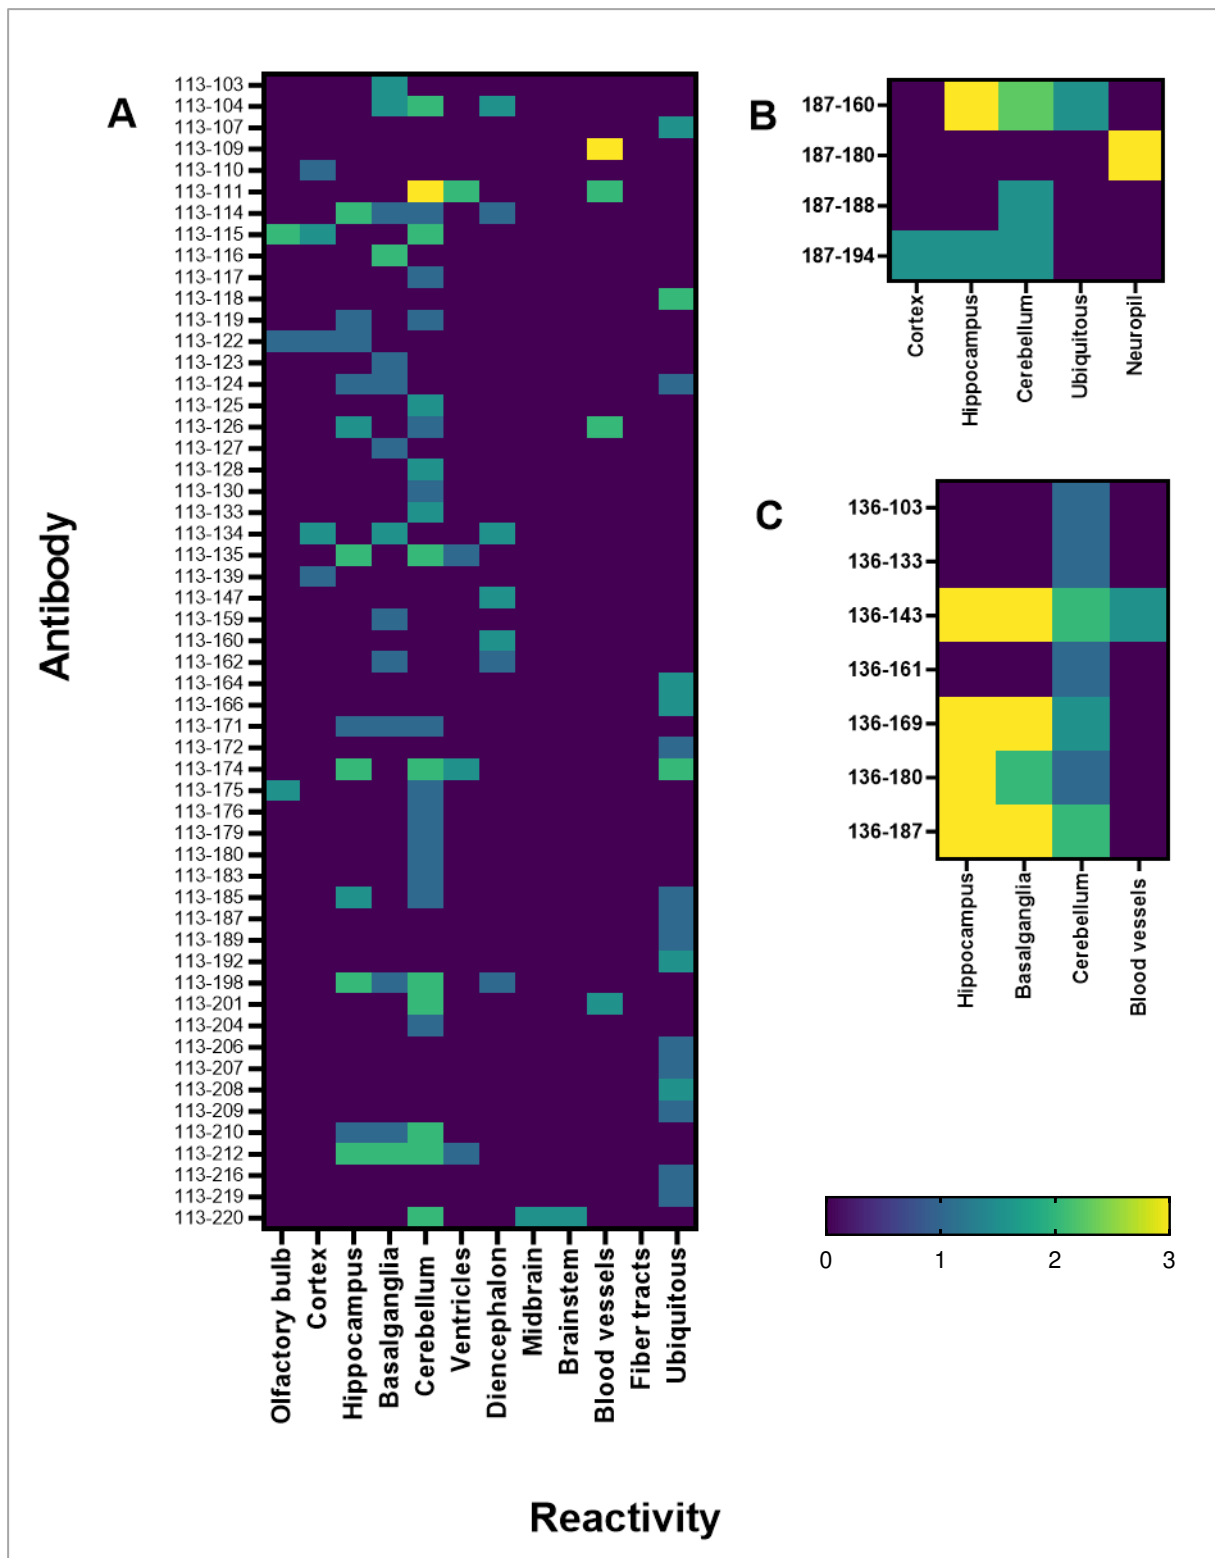 A
113-103
113-104
113-107
113-109
113-110
113-111
113-114
113-115
113-116
113-117
113-118
113-119
113-122
113-123
113-124
113-125
113-126
113-127
113-128
113-130
113-133
113-134
113-135
113-139
113-147
113-159
113-160
113-162
113-164
113-166
113-171
113-172
113-174
113-175
113-176
113-179
113-180
113-183
113-185
113-187
113-189
113-192
113-198
113-201
113-204
113-206
113-207
113-208
113-209
113-210
113-212
113-216
113-219
113-220
Olfactory bulb
Cortex
Hippocampus
Basalganglia
Cerebellum
Ventricles
Diencephalon
Midbrain
Brainstem
Blood vessels
Fiber tracts
Ubiquitous
B
187-160
187-180
187-188
187-194
Cortex
Hippocampus
Cerebellum
Ubiquitous
Neuropil
C
136-103
136-133
136-143
136-161
136-169
136-180
136-187
Hippocampus
Basalganglia
Cerebellum
Blood vessels
0 1 2 3
Antibody
Reactivity